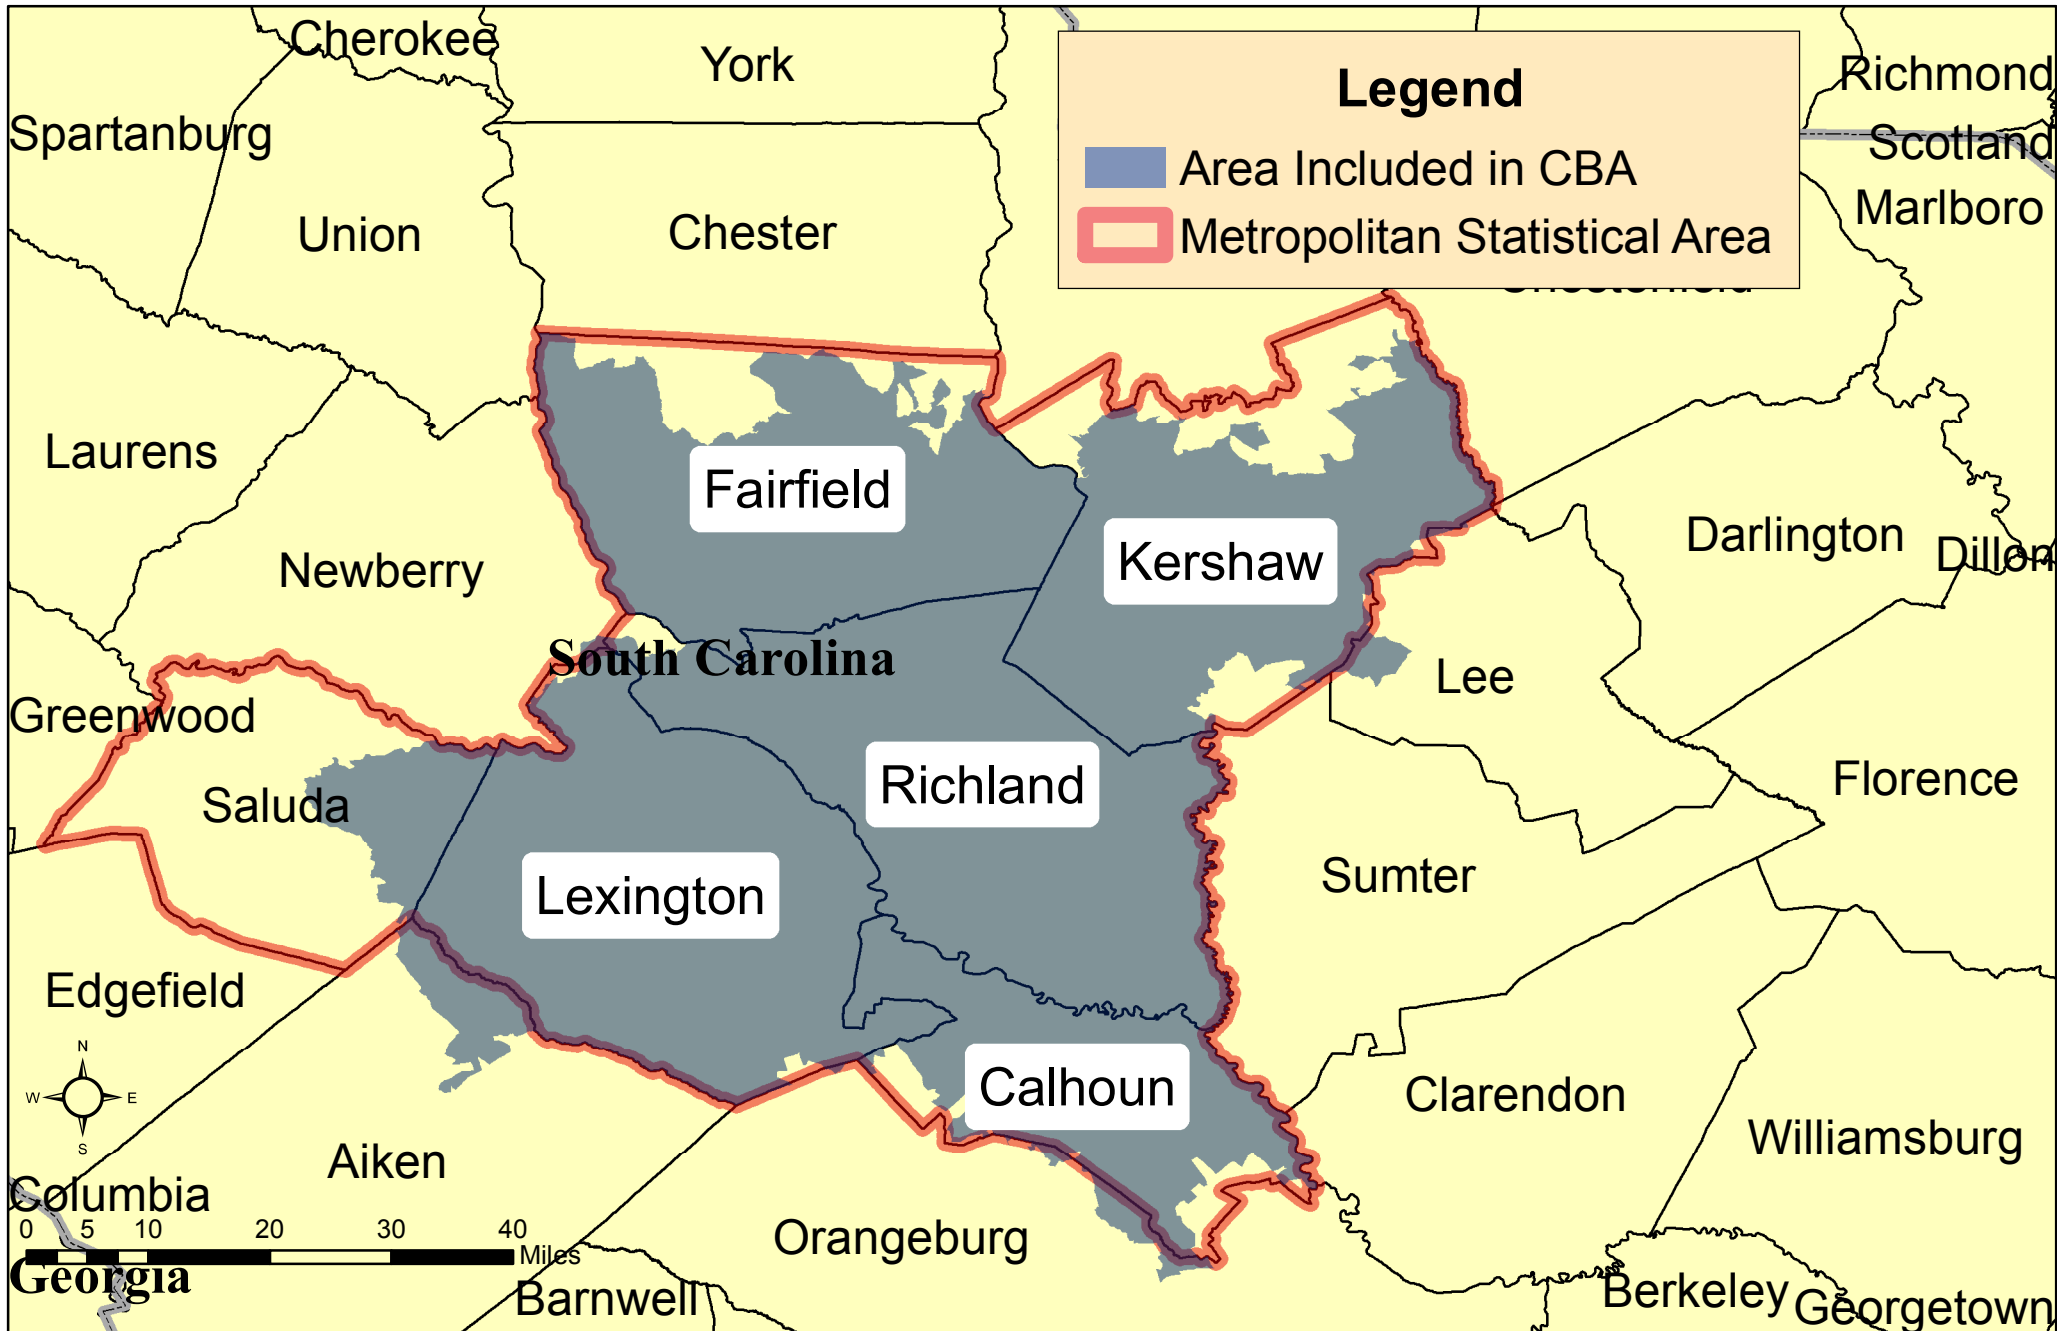 Cherokee
York
Legend
Richmond
Spartanburg
Scotland
Area Included in CBA
Marlboro
Union
Chester
Metropolitan Statistical Area
Chesterfield
Laurens
Fairfield
Kershaw
Darlington
Dillon
Newberry
South Carolina
Lee
Greenwood
Saluda
Richland
Florence
Lexington
Sumter
Edgefield
N
W E
S
Calhoun
Clarendon
Williamsburg
Aiken
Columbia
0 5 10 20 30 40
Miles
Orangeburg
Georgia
Barnwell
Berkeley
Georgetown